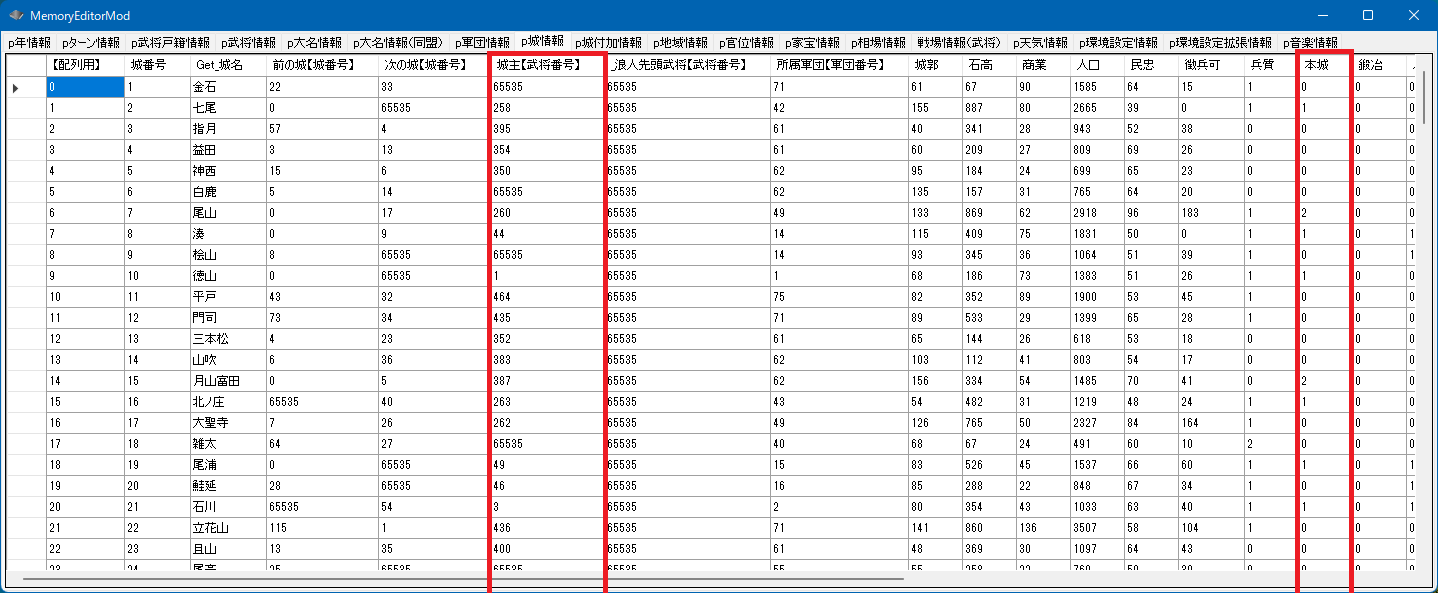 MemoryEditorMod
p年情報 pターン情報 p武将戸籍情報 p武将情報 p大名情報 p大名情報(同盟) p軍団情報 p城情報 p城付加情報 p地域情報 p官位情報 p家宝情報 p相場情報 戦場情報(武将) p天気情報 p環境設定情報 p環境設定拡張情報 p音楽情報
【配列用】 城番号 Get_城名 前の城【城番号】 次の城【城番号】 城主【武将番号】 _浪人先頭武将【武将番号】 所属軍団【軍団番号】 城郭 石高 商業 人口 民忠 徴兵可 兵質 本城 鍛冶
0 1 金石 22 33 65535 65535 71 61 67 90 1585 64 15 1 0 0 0
1 2 七尾 0 65535 258 65535 42 155 887 80 2665 39 0 1 1 0 0
2 3 指月 57 4 395 65535 61 40 341 28 943 52 38 0 0 0 0
3 4 益田 3 13 354 65535 61 60 209 27 809 69 26 0 0 0 0
4 5 神西 15 6 350 65535 62 95 184 24 699 65 23 0 0 0 0
5 6 白鹿 5 14 65535 65535 62 135 157 31 765 64 20 0 0 0 0
6 7 尾山 0 17 260 65535 49 133 869 62 2918 96 183 1 2 0 0
7 8 湊 0 9 44 65535 14 115 409 75 1831 50 0 1 1 0 1
8 9 桧山 8 65535 65535 65535 14 93 345 36 1064 51 39 1 0 0 1
9 10 徳山 0 65535 1 65535 1 68 186 73 1383 51 26 1 1 0 0
10 11 平戸 43 32 464 65535 75 82 352 89 1900 53 45 1 0 0 0
11 12 門司 73 34 435 65535 71 89 533 29 1399 65 28 1 0 0 0
12 13 三本松 4 23 352 65535 61 65 144 26 618 53 18 0 0 0 0
13 14 山吹 6 36 383 65535 62 103 112 41 803 54 17 0 0 0 0
14 15 月山富田 0 5 387 65535 62 156 334 54 1485 70 41 0 2 0 0
15 16 北ノ庄 65535 40 263 65535 43 54 482 31 1219 48 24 1 1 0 0
16 17 大聖寺 7 26 262 65535 49 126 765 50 2327 84 164 1 0 0 0
17 18 雑太 64 27 65535 65535 40 68 67 24 491 60 10 2 0 0 0
18 19 尾浦 0 65535 49 65535 15 83 526 45 1537 66 60 1 1 0 1
19 20 鮭延 28 65535 46 65535 16 85 288 22 848 67 34 1 0 0 1
20 21 石川 65535 54 3 65535 2 80 354 43 1033 63 40 1 1 0 0
21 22 立花山 115 1 436 65535 71 141 860 136 3507 58 104 1 0 0 0
22 23 且山 13 35 400 65535 61 48 369 30 1097 64 43 0 0 0 0